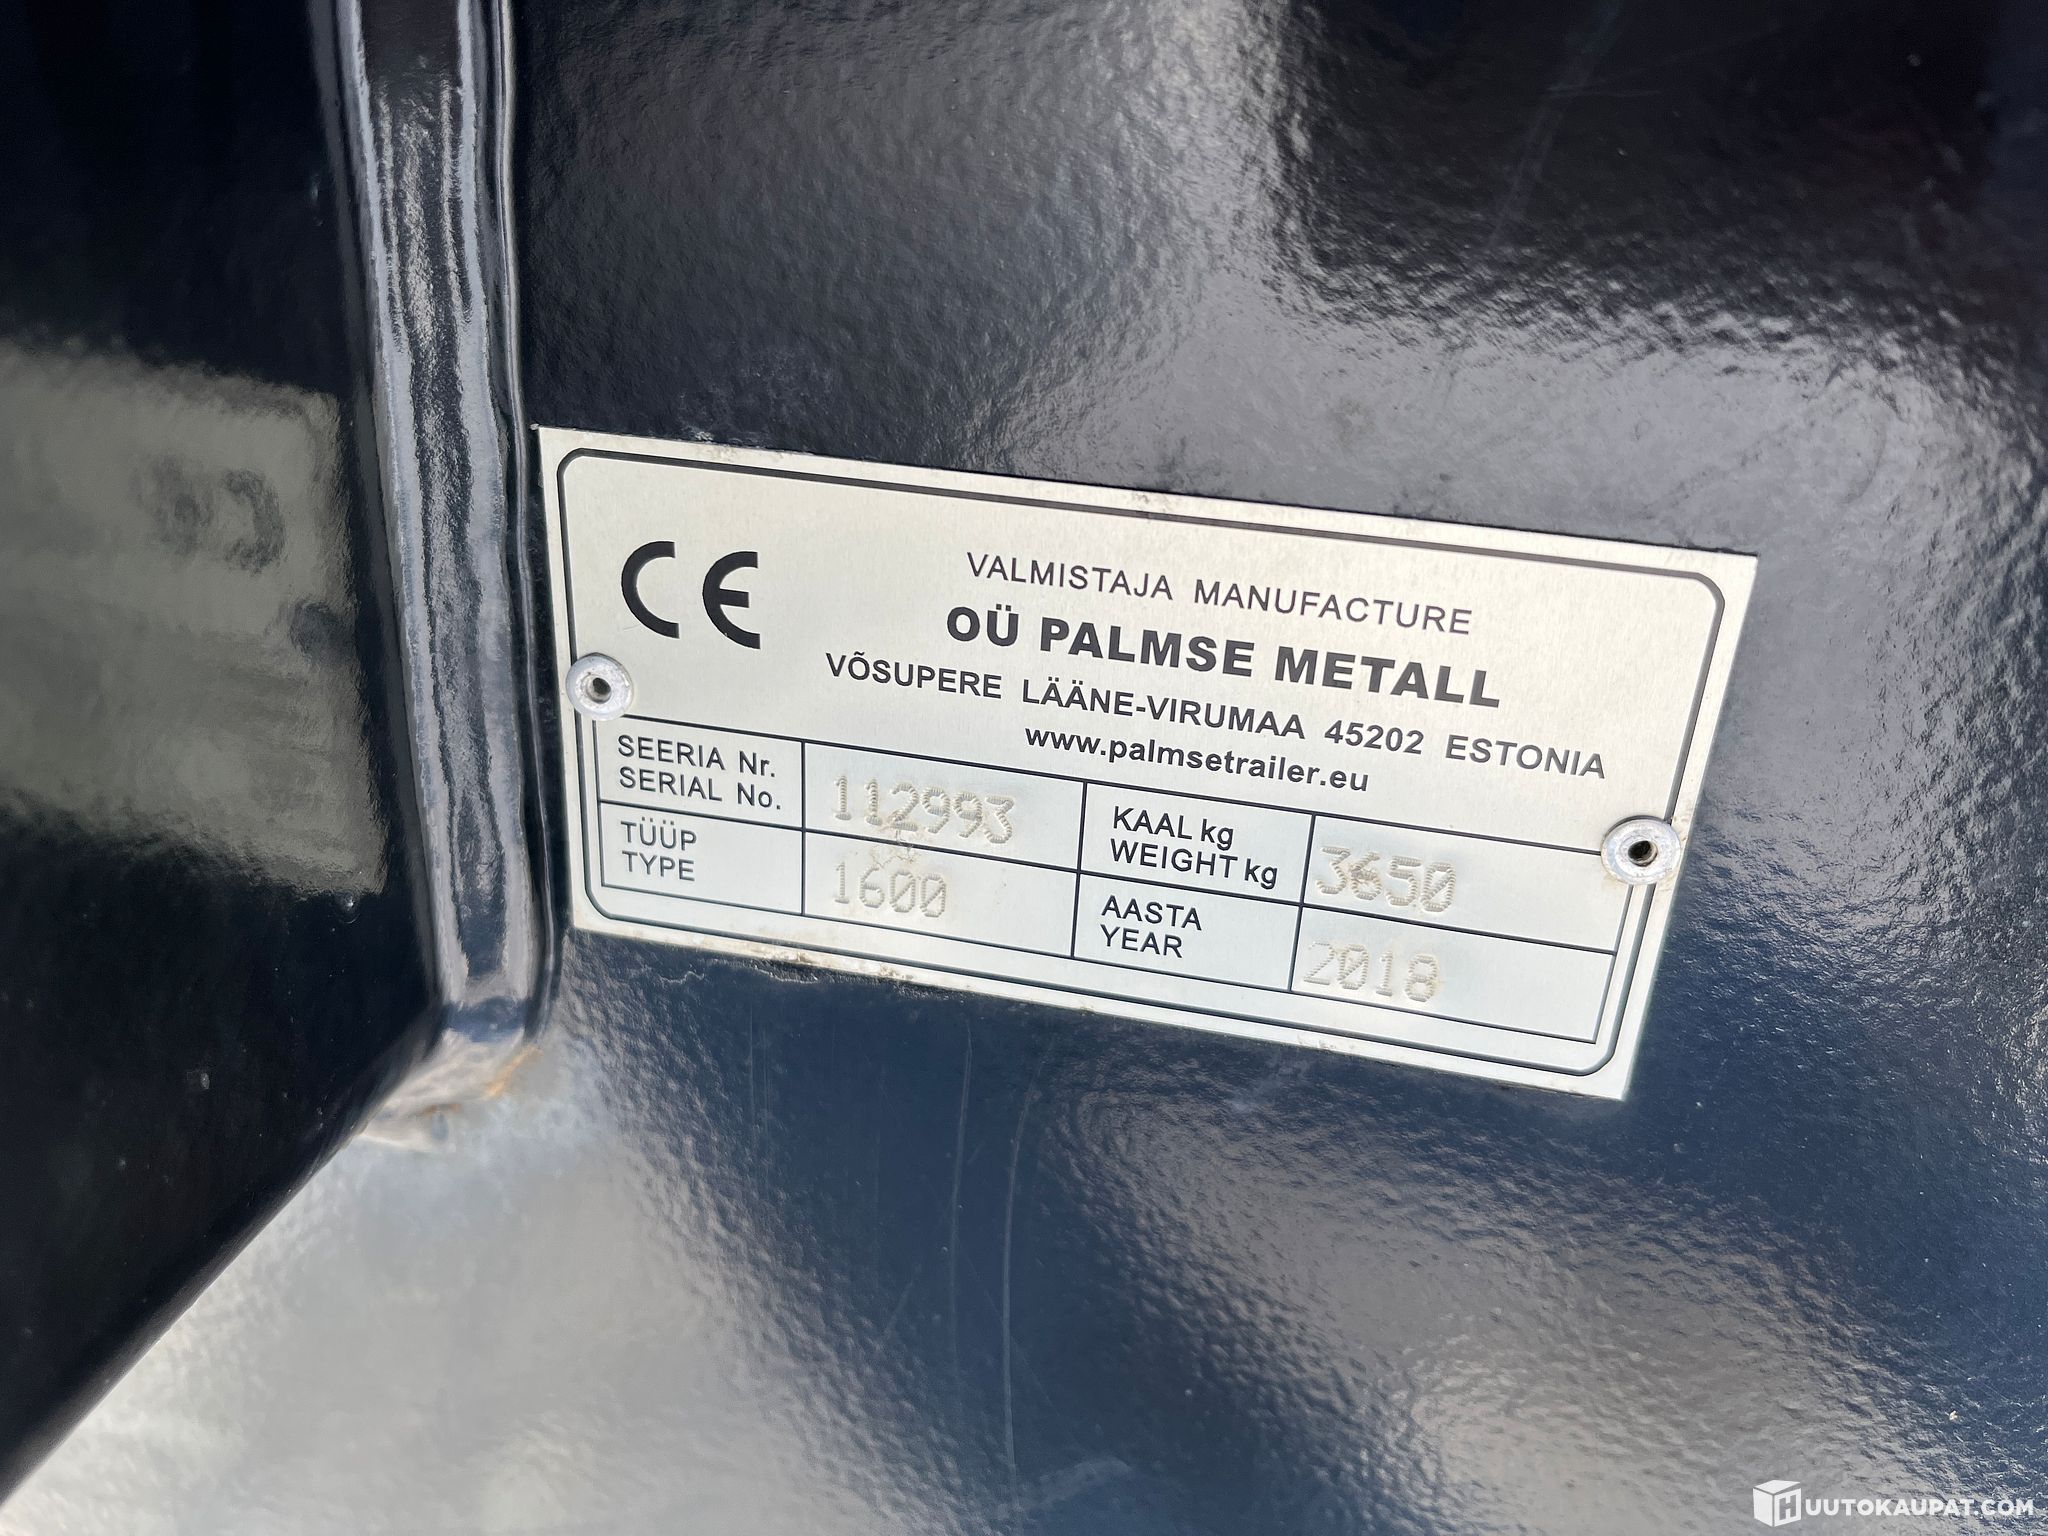 CE
VALMISTAJA MANUFACTURE
OÜ PALMSE METALL
VÕSUPERE LÄÄNE-VIRUMAA 45202 ESTONIA
www.palmsetrailer.eu
SEERIA Nr.
SERIAL No.
112993
KAAL kg
WEIGHT kg
3650
TÜÜP
TYPE
1600
AASTA
YEAR
2018
HUUTOKAUPAT.COM